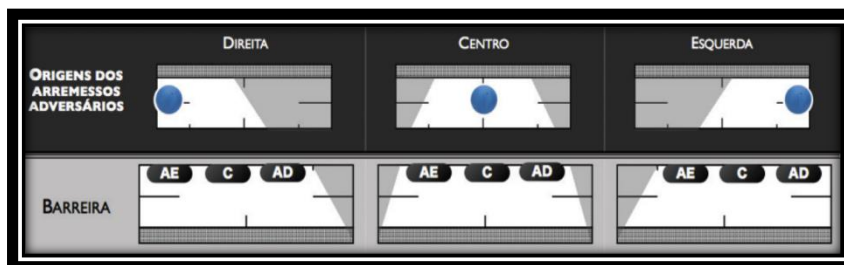 DIREITA
CENTRO
ESQUERDA
ORIGENS DOS
ARREMESSOS
ADVERSÁRIOS
AE C AD
AE C AD
AE C AD
BARREIRA